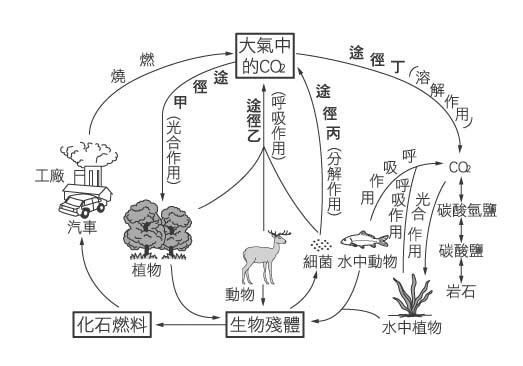 大氣中
的CO₂
燃燒
途徑甲
(光合作用)
途徑乙
(呼吸作用)
途徑丙
(分解作用)
途徑丁
(溶解作用)
工廠
汽車
植物
動物
細菌
水中動物
呼吸作用
呼吸作用
光合作用
CO₂
碳酸氫鹽
碳酸鹽
岩石
水中植物
化石燃料
生物殘體